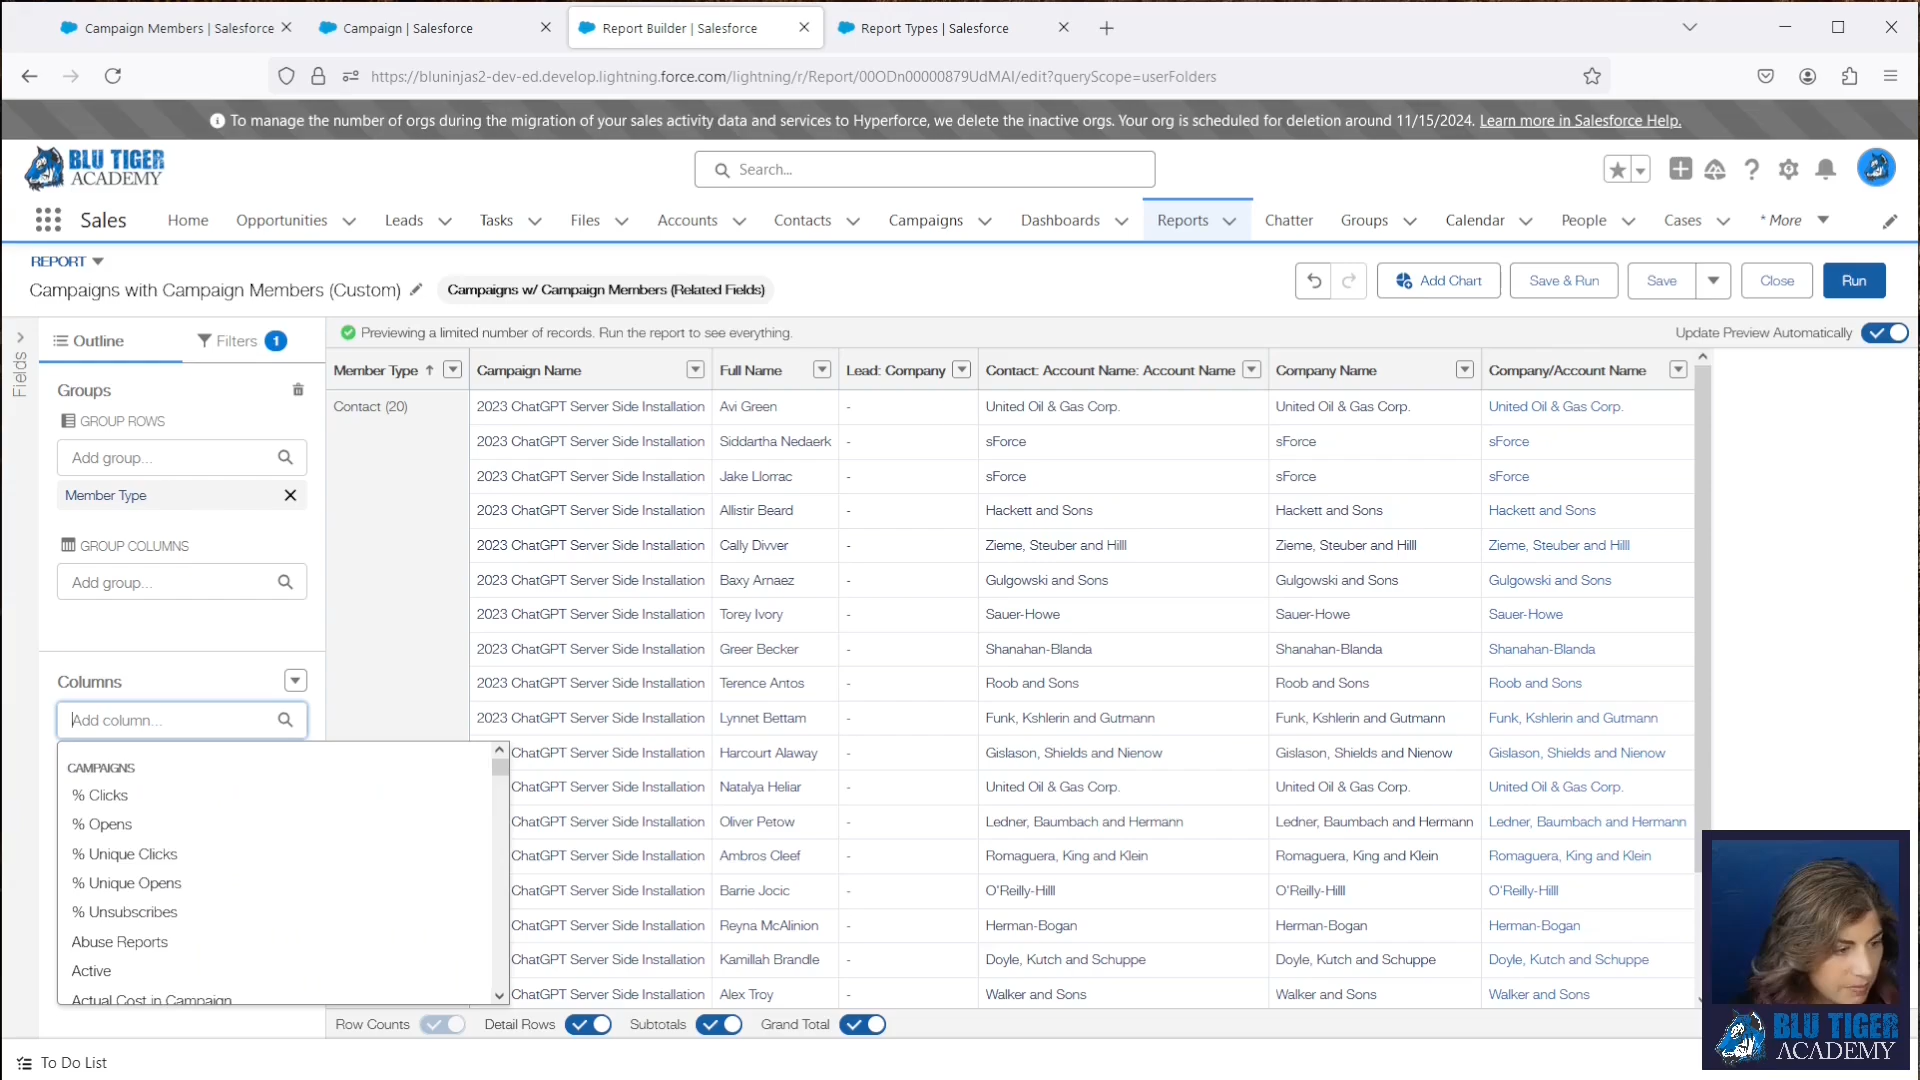 Campaign Members | Salesforce
Campaign | Salesforce
Report Builder | Salesforce
Report Types | Salesforce
https://bluninjas2-dev-ed.develop.lightning.force.com/lightning/r/Report/00ODn00000879UdMAI/edit?queryScope=userFolders
To manage the number of orgs during the migration of your sales activity data and services to Hyperforce, we delete the inactive orgs. Your org is scheduled for deletion around 11/15/2024. Learn more in Salesforce Help.
BLU TIGER
ACADEMY
Search...
Sales Home Opportunities Leads Tasks Files Accounts Contacts Campaigns Dashboards Reports Chatter Groups Calendar People Cases * More
REPORT
Campaigns with Campaign Members (Custom) Campaigns w/ Campaign Members (Related Fields)
Add Chart Save & Run Save Close Run
Fields
Outline Filters 1
Previewing a limited number of records. Run the report to see everything. Update Preview Automatically
Groups
GROUP ROWS
Add group...
Member Type
GROUP COLUMNS
Add group...
Columns
Add column...
CAMPAIGNS
% Clicks
% Opens
% Unique Clicks
% Unique Opens
% Unsubscribes
Abuse Reports
Active
Actual Cost in Campaign
Member Type ↑ Campaign Name Full Name Lead: Company Contact: Account Name: Account Name Company Name Company/Account Name
Contact (20) 2023 ChatGPT Server Side Installation Avi Green - United Oil & Gas Corp. United Oil & Gas Corp. United Oil & Gas Corp.
2023 ChatGPT Server Side Installation Siddartha Nedaerk - sForce sForce sForce
2023 ChatGPT Server Side Installation Jake Llorrac - sForce sForce sForce
2023 ChatGPT Server Side Installation Allistir Beard - Hackett and Sons Hackett and Sons Hackett and Sons
2023 ChatGPT Server Side Installation Cally Divver - Zieme, Steuber and Hilll Zieme, Steuber and Hilll Zieme, Steuber and Hilll
2023 ChatGPT Server Side Installation Baxy Arnaez - Gulgowski and Sons Gulgowski and Sons Gulgowski and Sons
2023 ChatGPT Server Side Installation Torey Ivory - Sauer-Howe Sauer-Howe Sauer-Howe
2023 ChatGPT Server Side Installation Greer Becker - Shanahan-Blanda Shanahan-Blanda Shanahan-Blanda
2023 ChatGPT Server Side Installation Terence Antos - Roob and Sons Roob and Sons Roob and Sons
2023 ChatGPT Server Side Installation Lynnet Bettam - Funk, Kshlerin and Gutmann Funk, Kshlerin and Gutmann Funk, Kshlerin and Gutmann
ChatGPT Server Side Installation Harcourt Alaway - Gislason, Shields and Nienow Gislason, Shields and Nienow Gislason, Shields and Nienow
ChatGPT Server Side Installation Natalya Heliar - United Oil & Gas Corp. United Oil & Gas Corp. United Oil & Gas Corp.
ChatGPT Server Side Installation Oliver Petow - Ledner, Baumbach and Hermann Ledner, Baumbach and Hermann Ledner, Baumbach and Hermann
ChatGPT Server Side Installation Ambros Cleef - Romaguera, King and Klein Romaguera, King and Klein Romaguera, King and Klein
ChatGPT Server Side Installation Barrie Jocic - O'Reilly-Hilll O'Reilly-Hilll O'Reilly-Hilll
ChatGPT Server Side Installation Reyna McAlinion - Herman-Bogan Herman-Bogan Herman-Bogan
ChatGPT Server Side Installation Kamillah Brandle - Doyle, Kutch and Schuppe Doyle, Kutch and Schuppe Doyle, Kutch and Schuppe
ChatGPT Server Side Installation Alex Troy - Walker and Sons Walker and Sons Walker and Sons
Row Counts Detail Rows Subtotals Grand Total
To Do List
BLU TIGER
ACADEMY